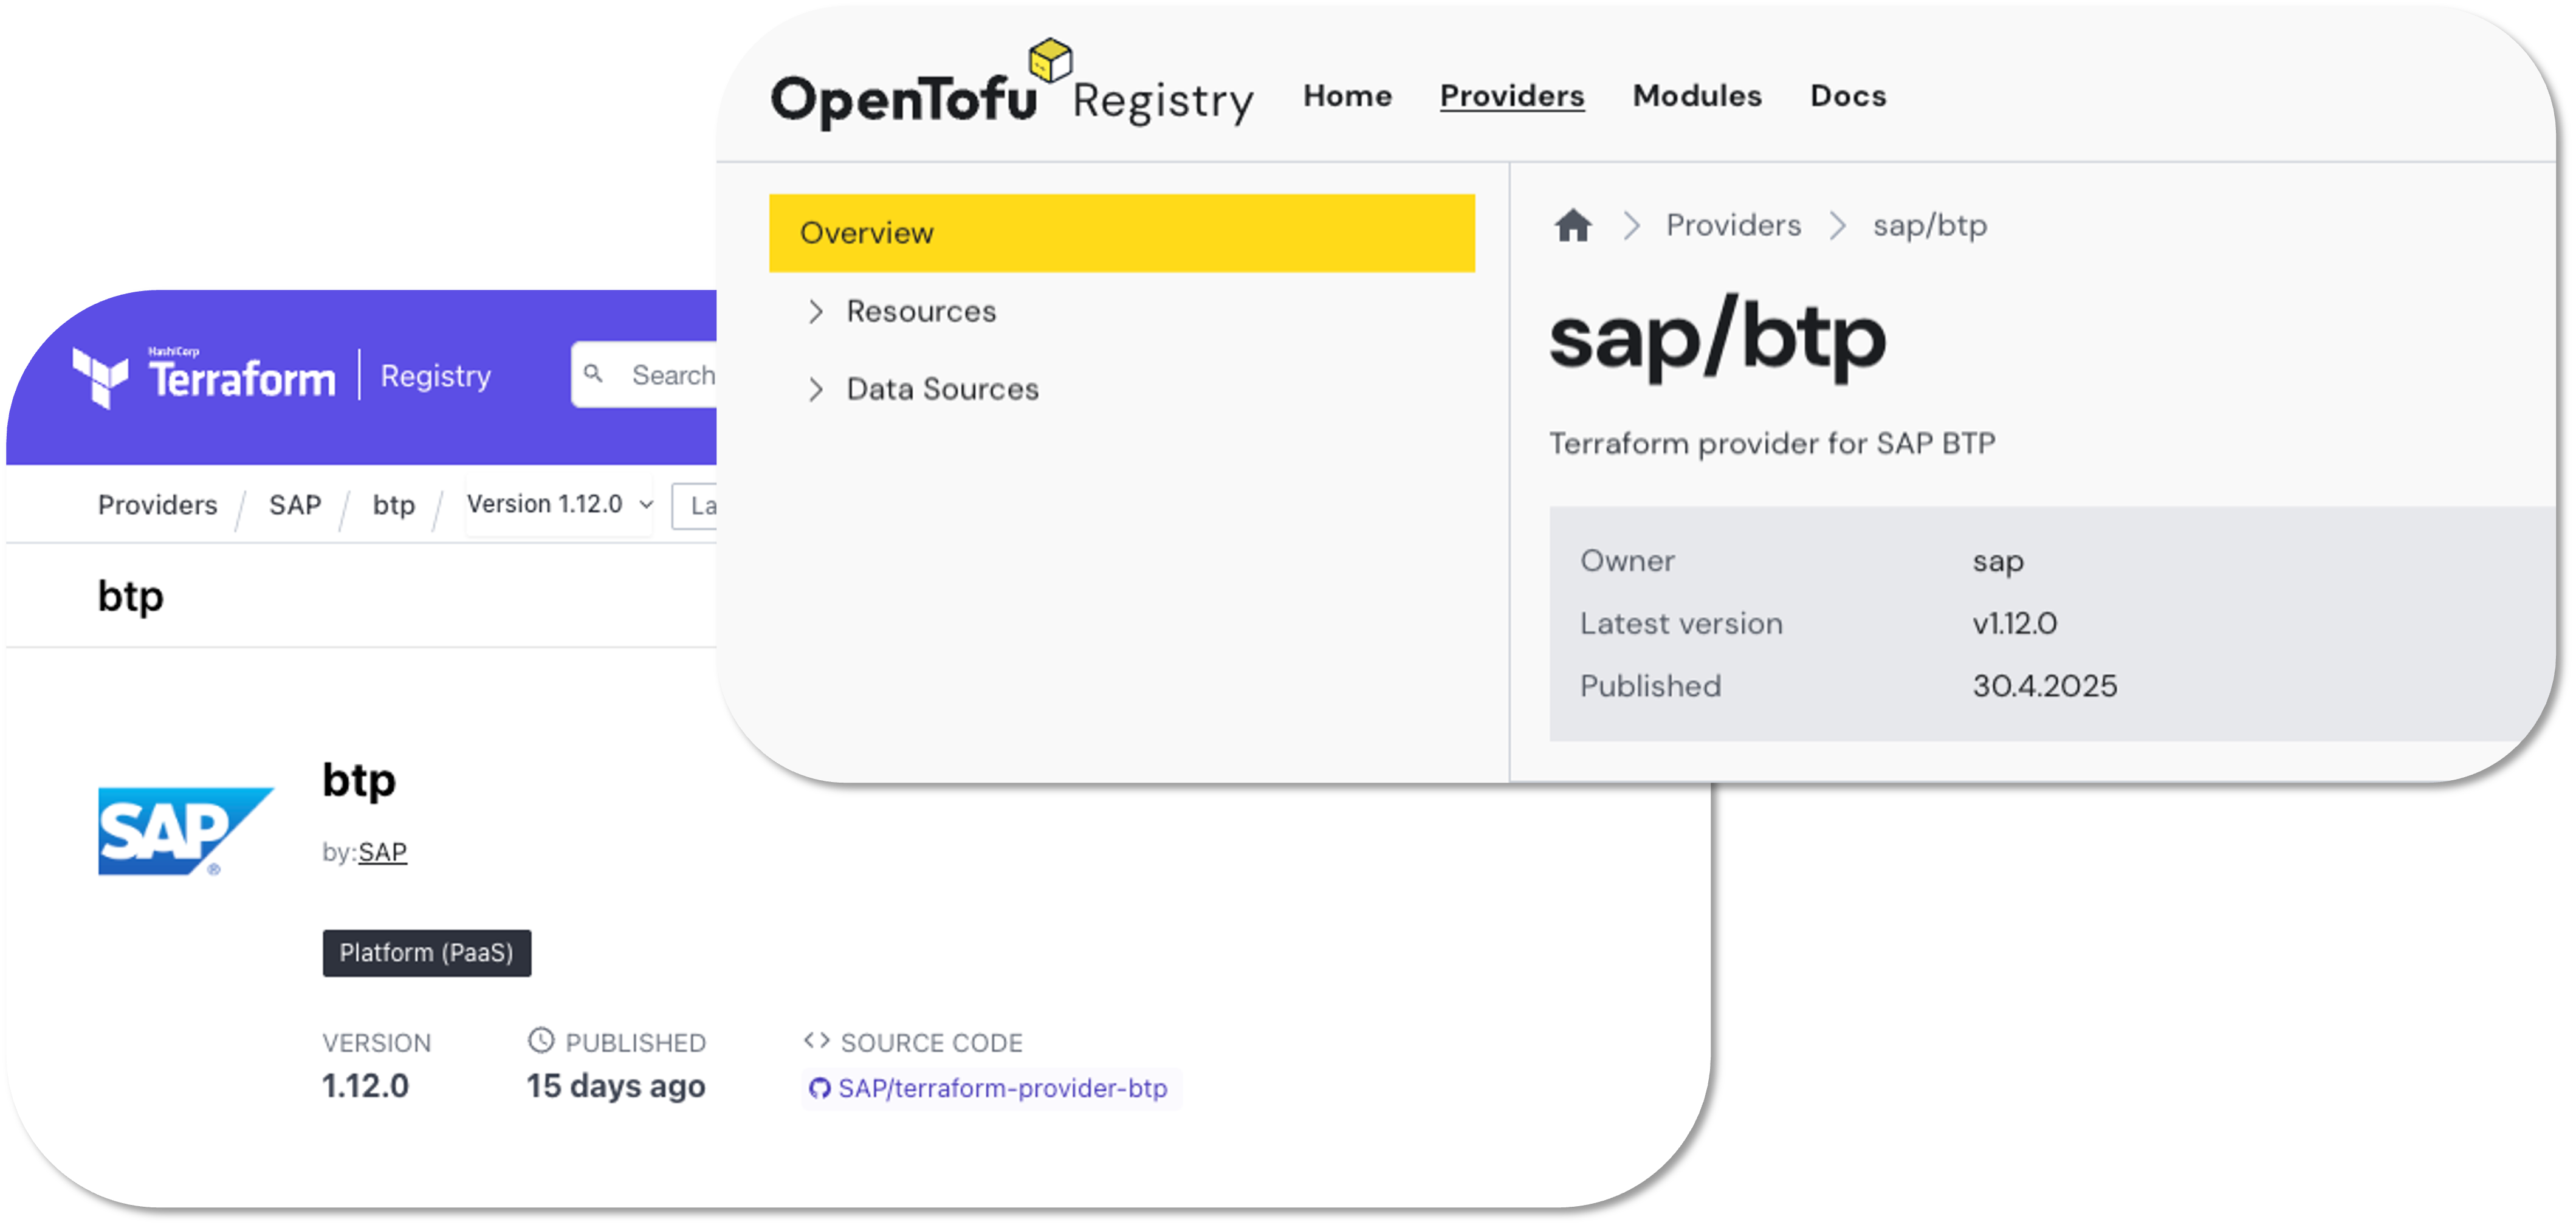 OpenTofu Registry Home Providers Modules Docs
Overview
Resources
Data Sources
Providers sap/btp
sap/btp
Terraform provider for SAP BTP
Owner sap
Latest version v1.12.0
Published 30.4.2025
HashiCorp
Terraform Registry Search
Providers / SAP / btp / Version 1.12.0 La
btp
SAP ®
btp
by:SAP
Platform (PaaS)
VERSION PUBLISHED <> SOURCE CODE
1.12.0 15 days ago SAP/terraform-provider-btp